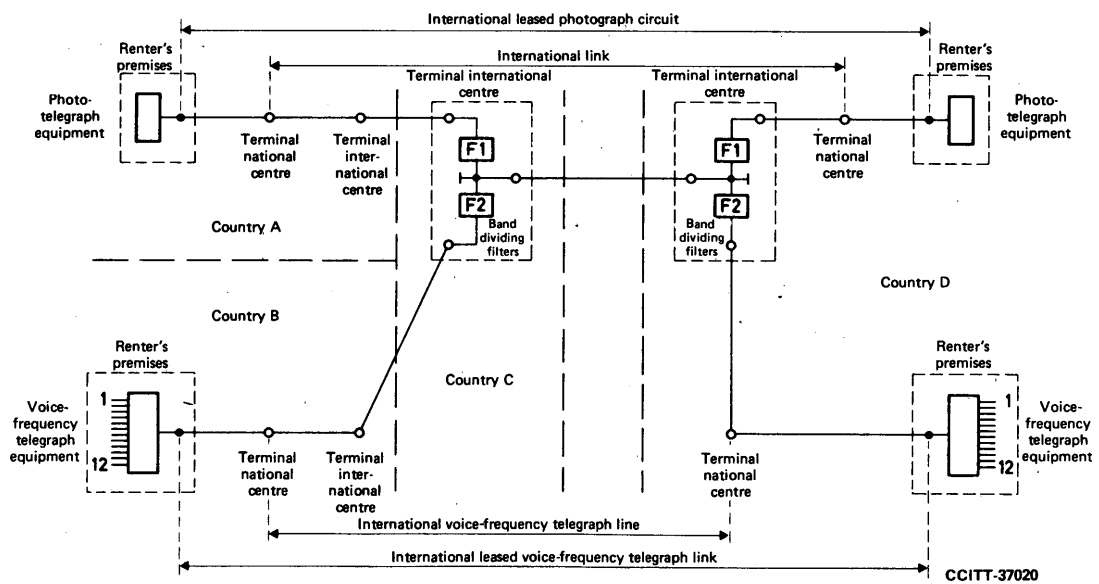 International leased photograph circuit
Renter's
premises
International link
Renter's
premises
Terminal international
centre
Terminal international
centre
Photo-
telegraph
equipment
Photo-
telegraph
equipment
Terminal
national
centre
Terminal
inter-
national
centre
F1
F1
Terminal
national
centre
F2
F2
Band
dividing
filters
Band
dividing
filters
Country A
Country B
Country C
Country D
Renter's
premises
Renter's
premises
Voice-
frequency
telegraph
equipment
1
12
1
12
Voice-
frequency
telegraph
equipment
Terminal
national
centre
Terminal
inter-
national
centre
Terminal
national
centre
International voice-frequency telegraph line
International leased voice-frequency telegraph link
CCITT-37020